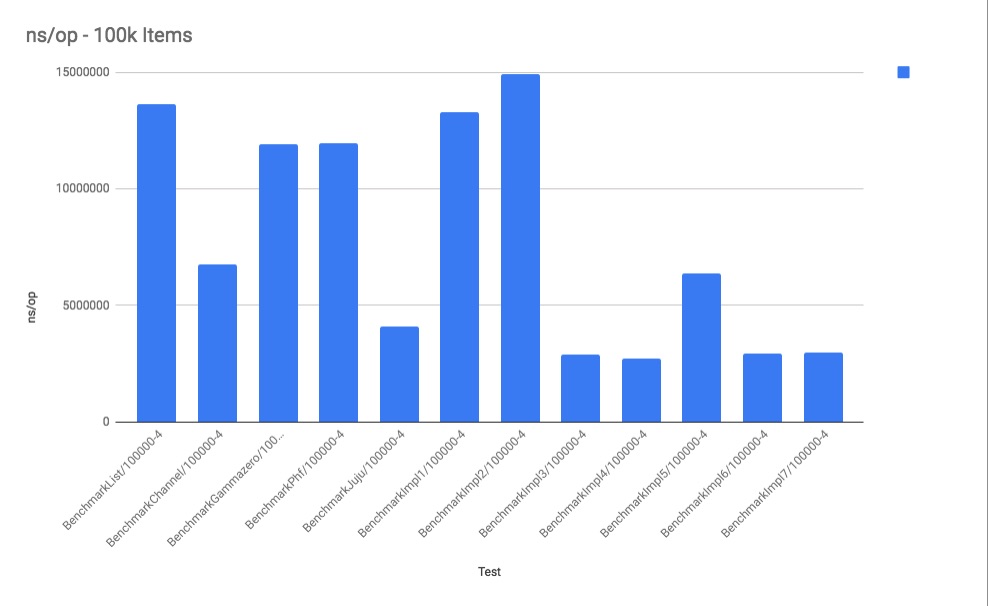 ns/op - 100k Items
15000000
10000000
5000000
0
ns/op
BenchmarkList/100000-4
BenchmarkChannel/100000-4
BenchmarkGammazero/100...
BenchmarkPhf/100000-4
BenchmarkJuju/100000-4
BenchmarkImpl1/100000-4
BenchmarkImpl2/100000-4
BenchmarkImpl3/100000-4
BenchmarkImpl4/100000-4
BenchmarkImpl5/100000-4
BenchmarkImpl6/100000-4
BenchmarkImpl7/100000-4
Test